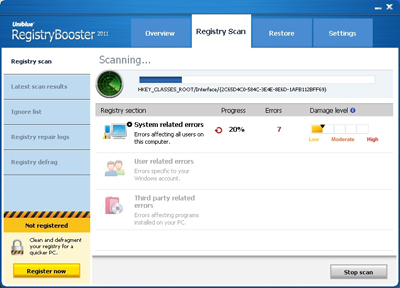 Uniblue
RegistryBooster 2011
Overview
Registry Scan
Restore
Settings
Registry scan
Latest scan results
Ignore list
Registry repair logs
Registry defrag
Not registered
Clean and defragment
your registry for a
quicker PC.
Register now
Scanning...
HKEY_CLASSES_ROOT/Interface/{2C65D4C0-584C-3E4E-8E6D-1AFB112BFF69}
Registry section Progress Errors Damage level
System related errors
Errors affecting all users on
this computer.
20% 7
Low Moderate High
User related errors
Errors specific to your
Windows account.
Third party related
errors
Errors affecting programs
installed on your PC.
Stop scan